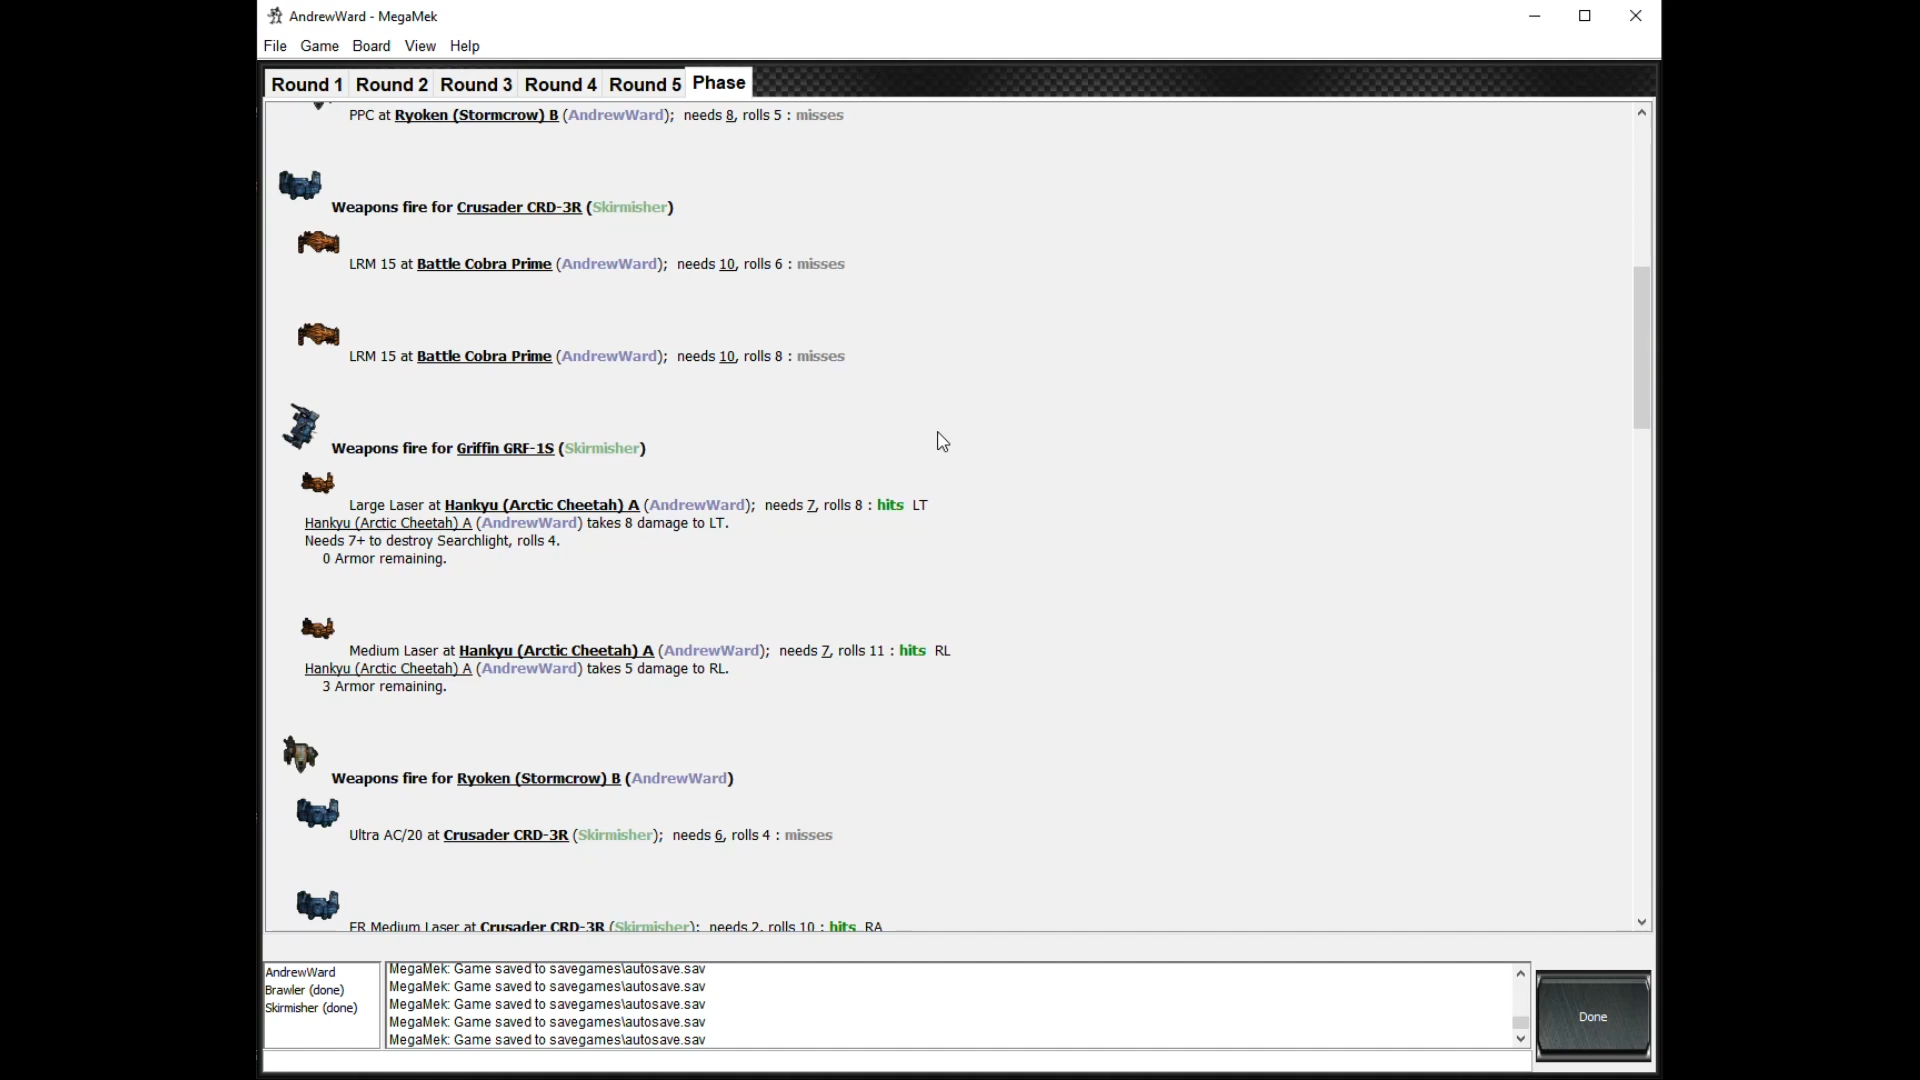 AndrewWard - MegaMek
File Game Board View Help
Round 1 Round 2 Round 3 Round 4 Round 5 Phase
PPC at Ryoken (Stormcrow) B (AndrewWard); needs 8, rolls 5 : misses
Weapons fire for Crusader CRD-3R (Skirmisher)
LRM 15 at Battle Cobra Prime (AndrewWard); needs 10, rolls 6 : misses
LRM 15 at Battle Cobra Prime (AndrewWard); needs 10, rolls 8 : misses
Weapons fire for Griffin GRF-1S (Skirmisher)
Large Laser at Hankyu (Arctic Cheetah) A (AndrewWard); needs 7, rolls 8 : hits LT
Hankyu (Arctic Cheetah) A (AndrewWard) takes 8 damage to LT.
Needs 7+ to destroy Searchlight, rolls 4.
0 Armor remaining.
Medium Laser at Hankyu (Arctic Cheetah) A (AndrewWard); needs 7, rolls 11 : hits RL
Hankyu (Arctic Cheetah) A (AndrewWard) takes 5 damage to RL.
3 Armor remaining.
Weapons fire for Ryoken (Stormcrow) B (AndrewWard)
Ultra AC/20 at Crusader CRD-3R (Skirmisher); needs 6, rolls 4 : misses
ER Medium Laser at Crusader CRD-3R (Skirmisher); needs 2, rolls 10 : hits RA
AndrewWard
Brawler (done)
Skirmisher (done)
MegaMek: Game saved to savegames\autosave.sav
MegaMek: Game saved to savegames\autosave.sav
MegaMek: Game saved to savegames\autosave.sav
MegaMek: Game saved to savegames\autosave.sav
MegaMek: Game saved to savegames\autosave.sav
Done